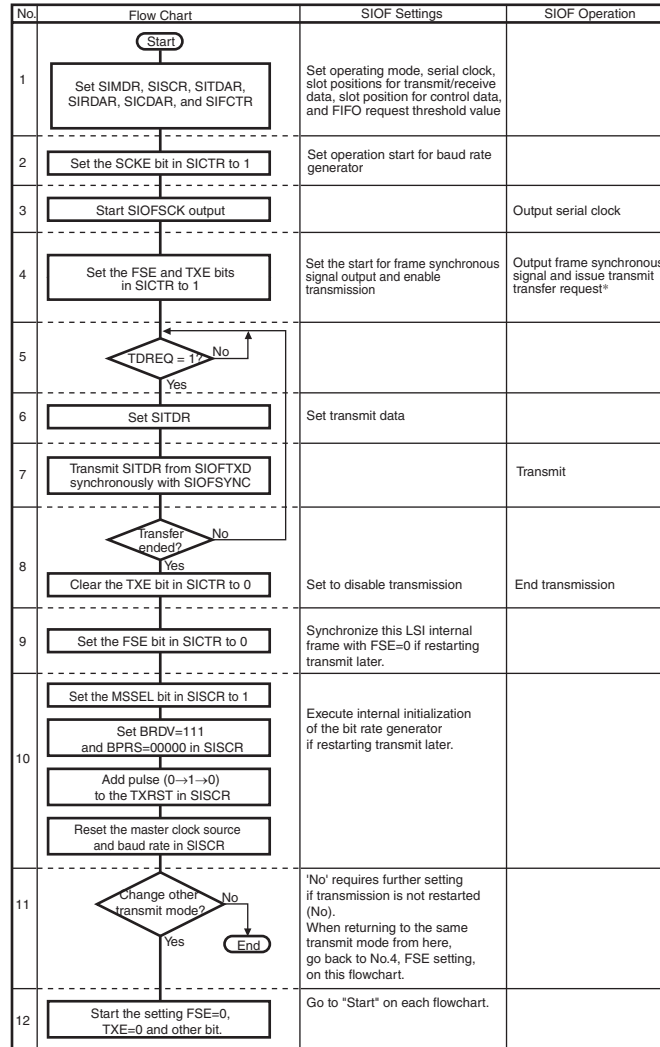 No. Flow Chart SIOF Settings SIOF Operation
Start
1
Set SIMDR, SISCR, SITDAR,
SIRDAR, SICDAR, and SIFCTR
Set operating mode, serial clock,
slot positions for transmit/receive
data, slot position for control data,
and FIFO request threshold value
2
Set the SCKE bit in SICTR to 1
Set operation start for baud rate
generator
3
Start SIOFSCK output
Output serial clock
4
Set the FSE and TXE bits
in SICTR to 1
Set the start for frame synchronous
signal output and enable
transmission
Output frame synchronous
signal and issue transmit
transfer request*
5
TDREQ = 1?
No
Yes
6
Set SITDR
Set transmit data
7
Transmit SITDR from SIOFTXD
synchronously with SIOFSYNC
Transmit
8
Transfer
ended?
No
Yes
Clear the TXE bit in SICTR to 0
Set to disable transmission
End transmission
9
Set the FSE bit in SICTR to 0
Synchronize this LSI internal
frame with FSE=0 if restarting
transmit later.
10
Set the MSSEL bit in SISCR to 1
Set BRDV=111
and BPRS=00000 in SISCR
Add pulse (0→1→0)
to the TXRST in SISCR
Reset the master clock source
and baud rate in SISCR
Execute internal initialization
of the bit rate generator
if restarting transmit later.
11
Change other
transmit mode?
No
Yes
End
'No' requires further setting
if transmission is not restarted
(No).
When returning to the same
transmit mode from here,
go back to No.4, FSE setting,
on this flowchart.
12
Start the setting FSE=0,
TXE=0 and other bit.
Go to "Start" on each flowchart.